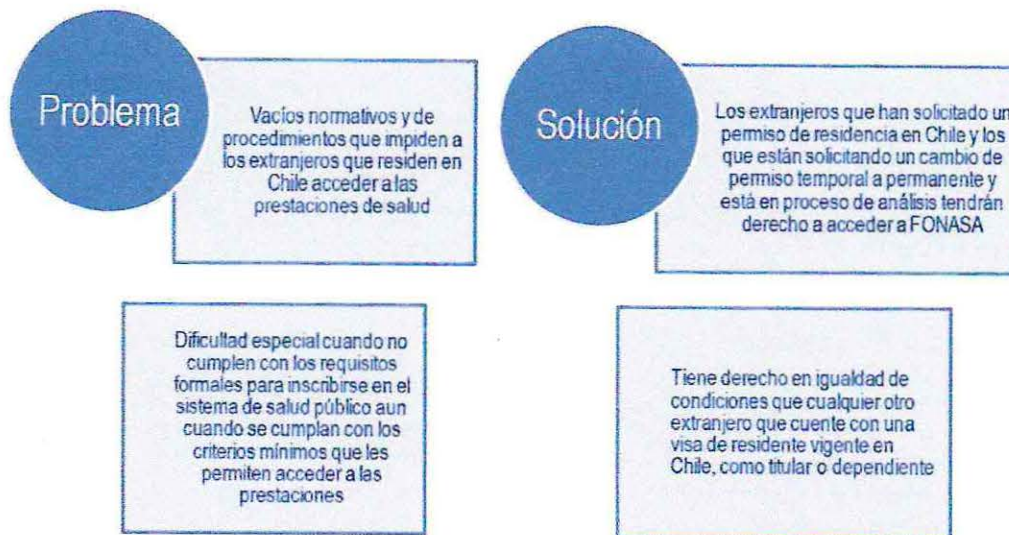 Problema
Vacíos normativos y de
procedimientos que impiden a
los extranjeros que residen en
Chile acceder a las
prestaciones de salud
Dificultad especial cuando no
cumplen con los requisitos
formales para inscribirse en el
sistema de salud público aun
cuando se cumplan con los
criterios mínimos que les
permiten acceder a las
prestaciones
Solución
Los extranjeros que han solicitado un
permiso de residencia en Chile y los
que están solicitando un cambio de
permiso temporal a permanente y
está en proceso de análisis tendrán
derecho a acceder a FONASA
Tiene derecho en igualdad de
condiciones que cualquier otro
extranjero que cuente con una
visa de residente vigente en
Chile, como titular o dependiente